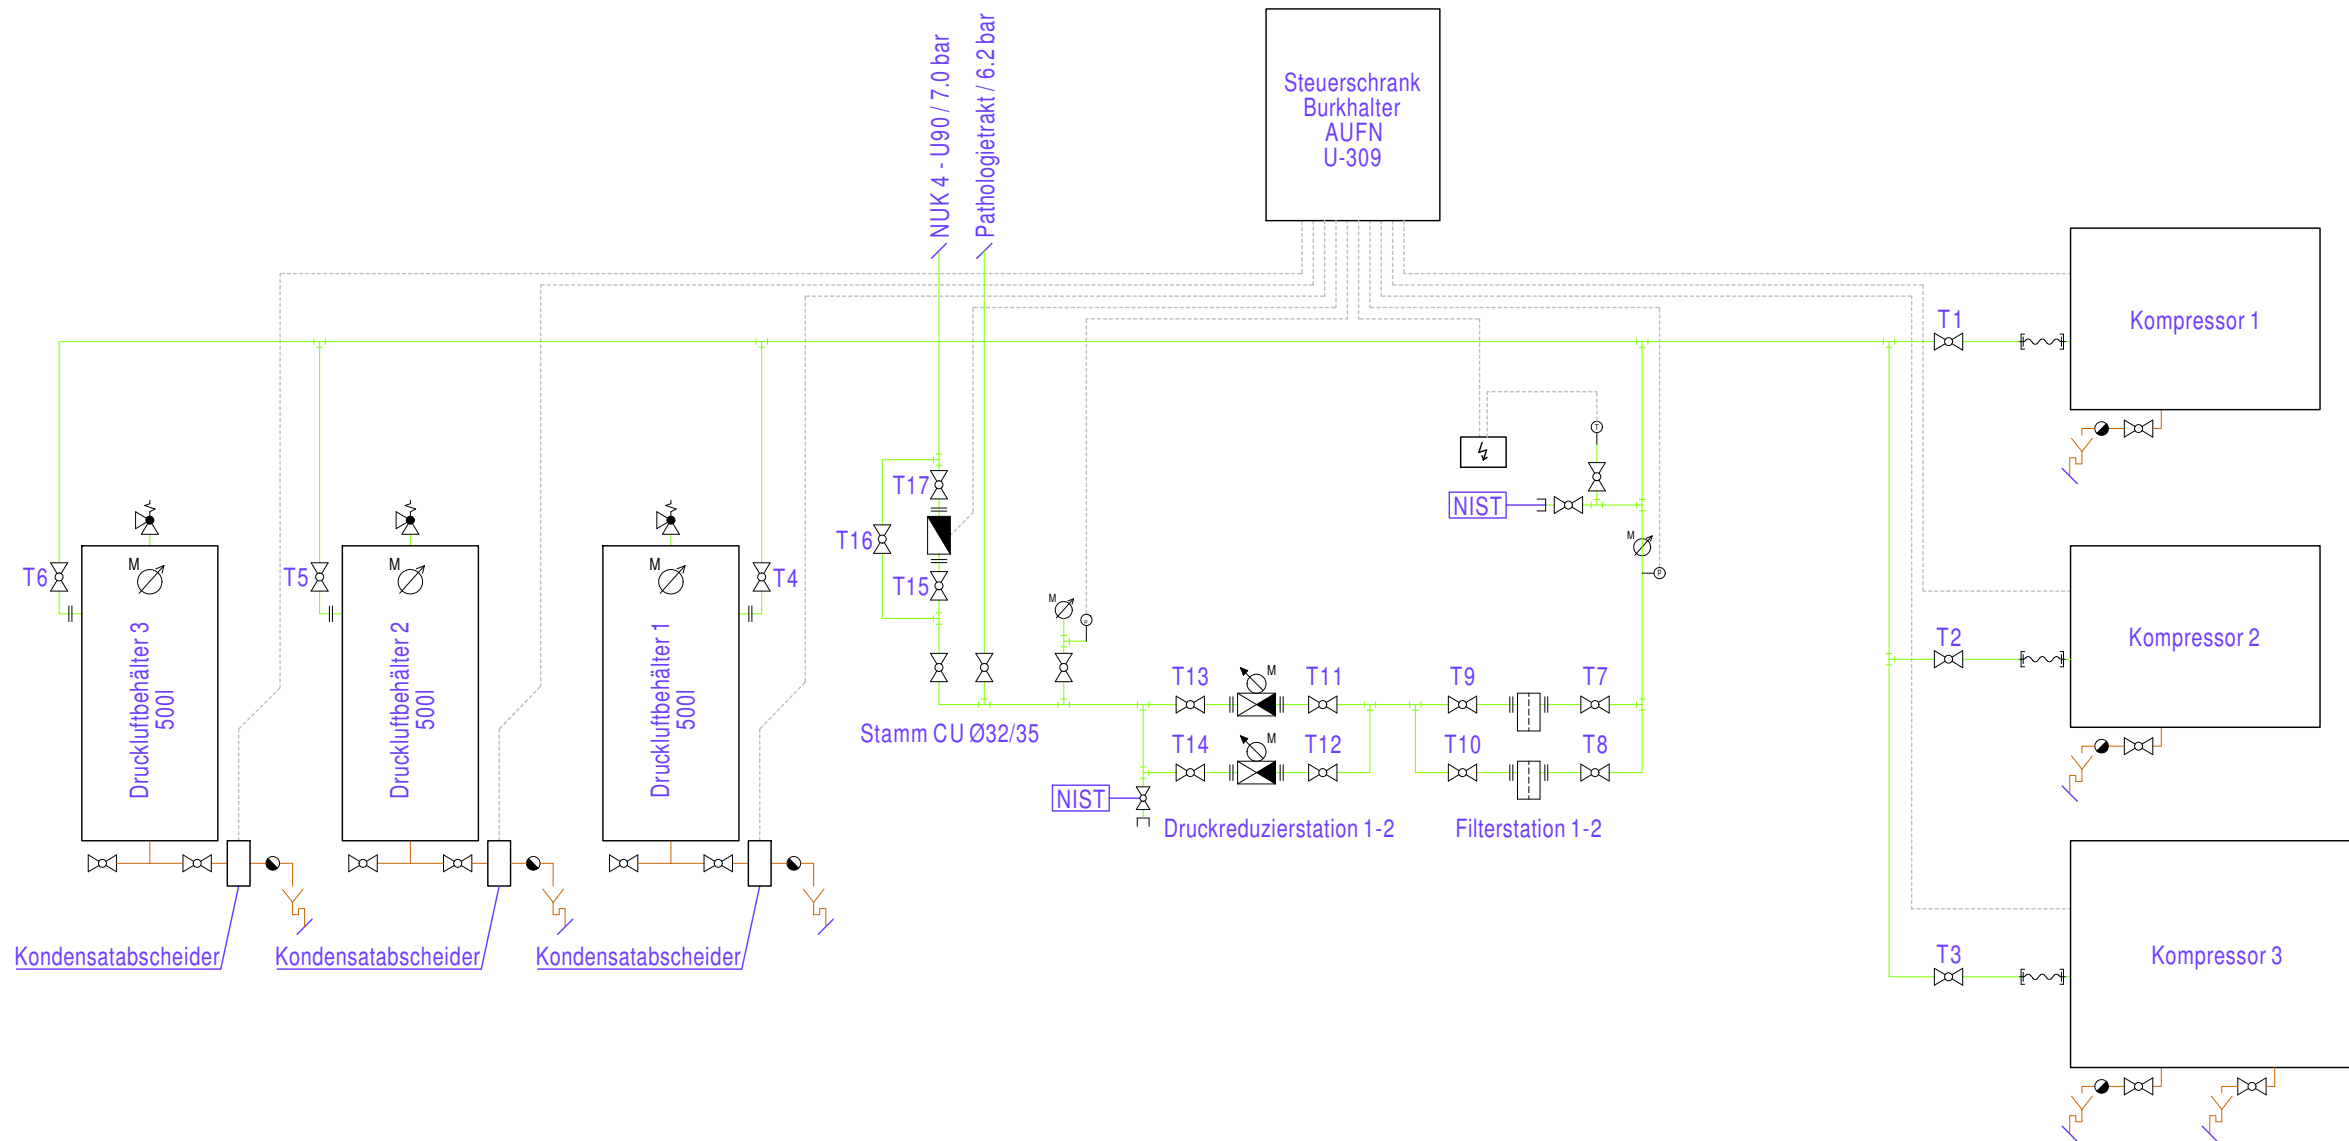 NUK 4 - U90 / 7.0 bar
Pathologietrakt / 6.2 bar
Steuerschrank
Burkhalter
AUFN
U-309
Kompressor 1
T1
T17
NIST
T16
M
T6
M
T5
M
T4
M
T15
M
P
P
T
Druckluftbehälter 3
500l
Druckluftbehälter 2
500l
Druckluftbehälter 1
500l
T2
Kompressor 2
T13
M
T11
T9
T7
Stamm CU Ø32/35
T14
M
T12
T10
T8
NIST
Druckreduzierstation 1-2
Filterstation 1-2
Kondensatabscheider
Kondensatabscheider
Kondensatabscheider
T3
Kompressor 3